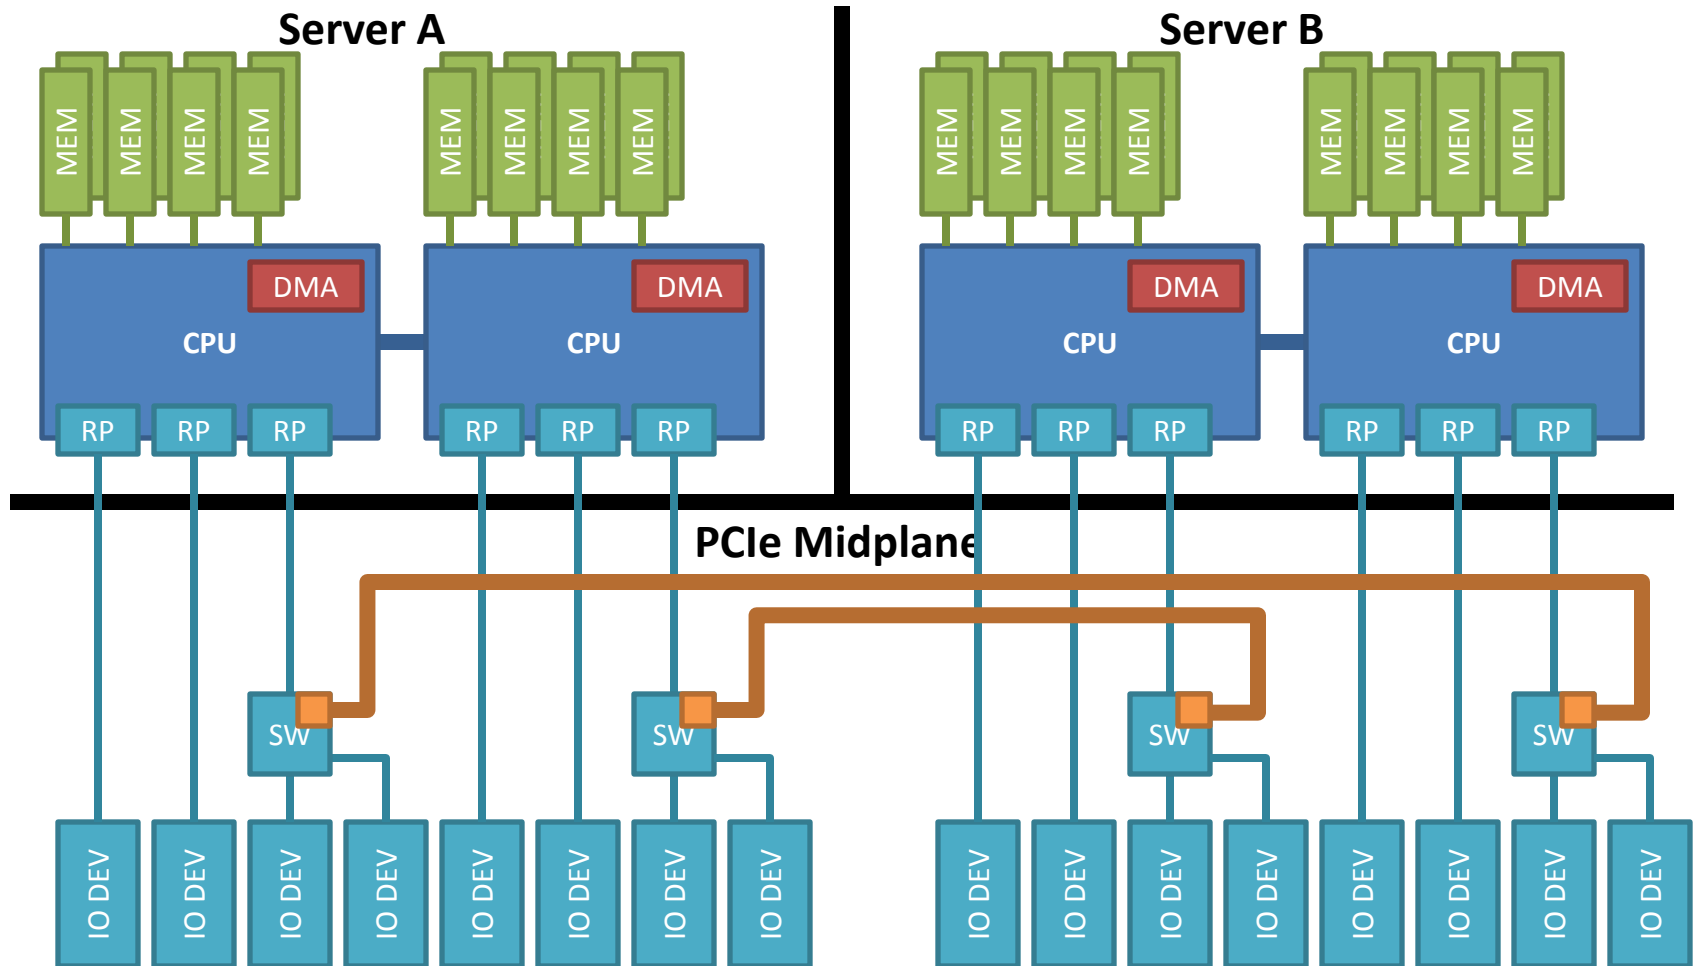 Server A
Server B
MEM MEM MEM MEM MEM MEM MEM MEM MEM MEM MEM MEM MEM MEM MEM MEM
DMA DMA DMA DMA
CPU CPU CPU CPU
RP RP RP RP RP RP RP RP RP RP RP RP
PCIe Midplane
SW SW SW SW
IO DEV IO DEV IO DEV IO DEV IO DEV IO DEV IO DEV IO DEV IO DEV IO DEV IO DEV IO DEV IO DEV IO DEV IO DEV IO DEV